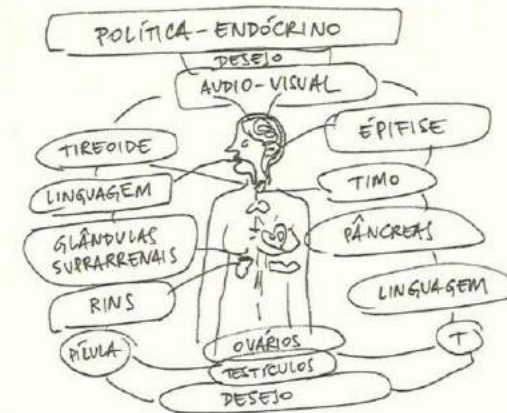 POLÍTICA-ENDÓCRINO
DESEJO
AUDIO-VISUAL
TIREOIDE
ÉPIFISE
LINGUAGEM
TIMO
GLÂNDULAS
SUPRARRENAIS
PÂNCREAS
RINS
LINGUAGEM
PÍLULA
OVÁRIOS
T
TESTÍCULOS
DESEJO